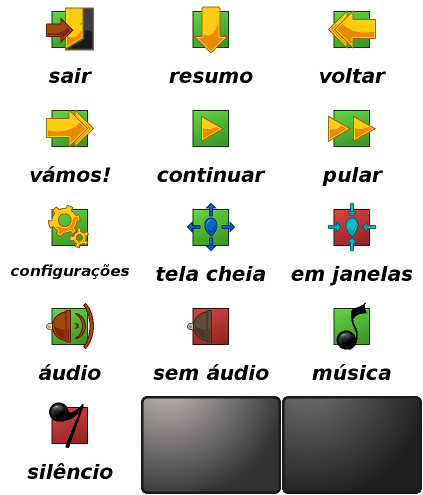 sair
resumo
voltar
vámos!
continuar
pular
configurações
tela cheia
em janelas
áudio
sem áudio
música
silêncio